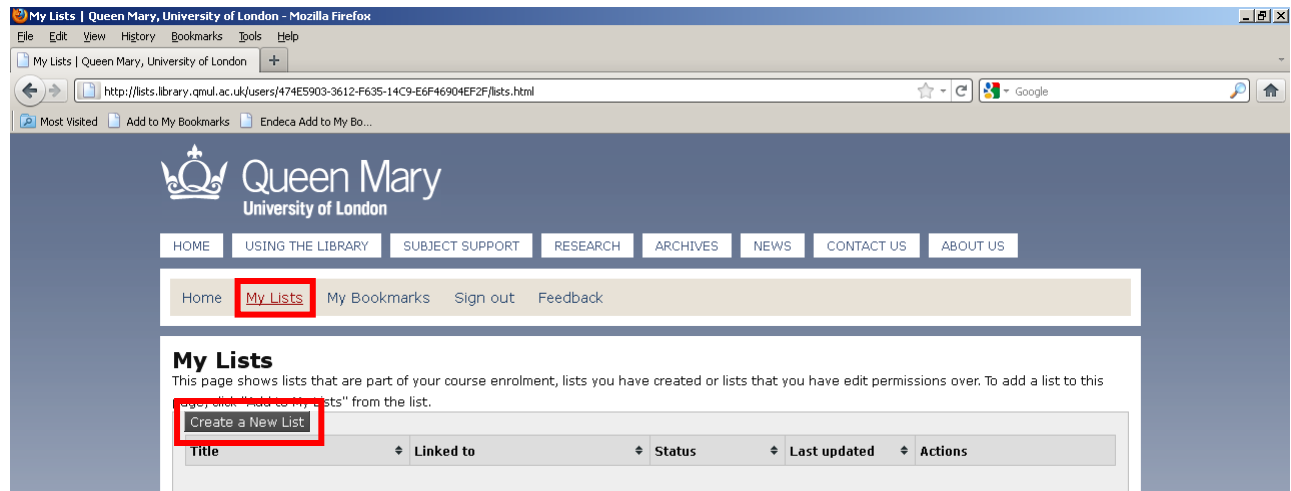 My Lists | Queen Mary, University of London - Mozilla Firefox
File Edit View History Bookmarks Tools Help
My Lists | Queen Mary, University of London +
http://lists.library.qmul.ac.uk/users/474E5903-3612-F635-14C9-E6F46904EF2F/lists.html Google
Most Visited Add to My Bookmarks Endeca Add to My Bo...
Queen Mary
University of London
HOME USING THE LIBRARY SUBJECT SUPPORT RESEARCH ARCHIVES NEWS CONTACT US ABOUT US
Home My Lists My Bookmarks Sign out Feedback
My Lists
This page shows lists that are part of your course enrolment, lists you have created or lists that you have edit permissions over. To add a list to this
page, click "Add to My Lists" from the list.
Create a New List
Title Linked to Status Last updated Actions